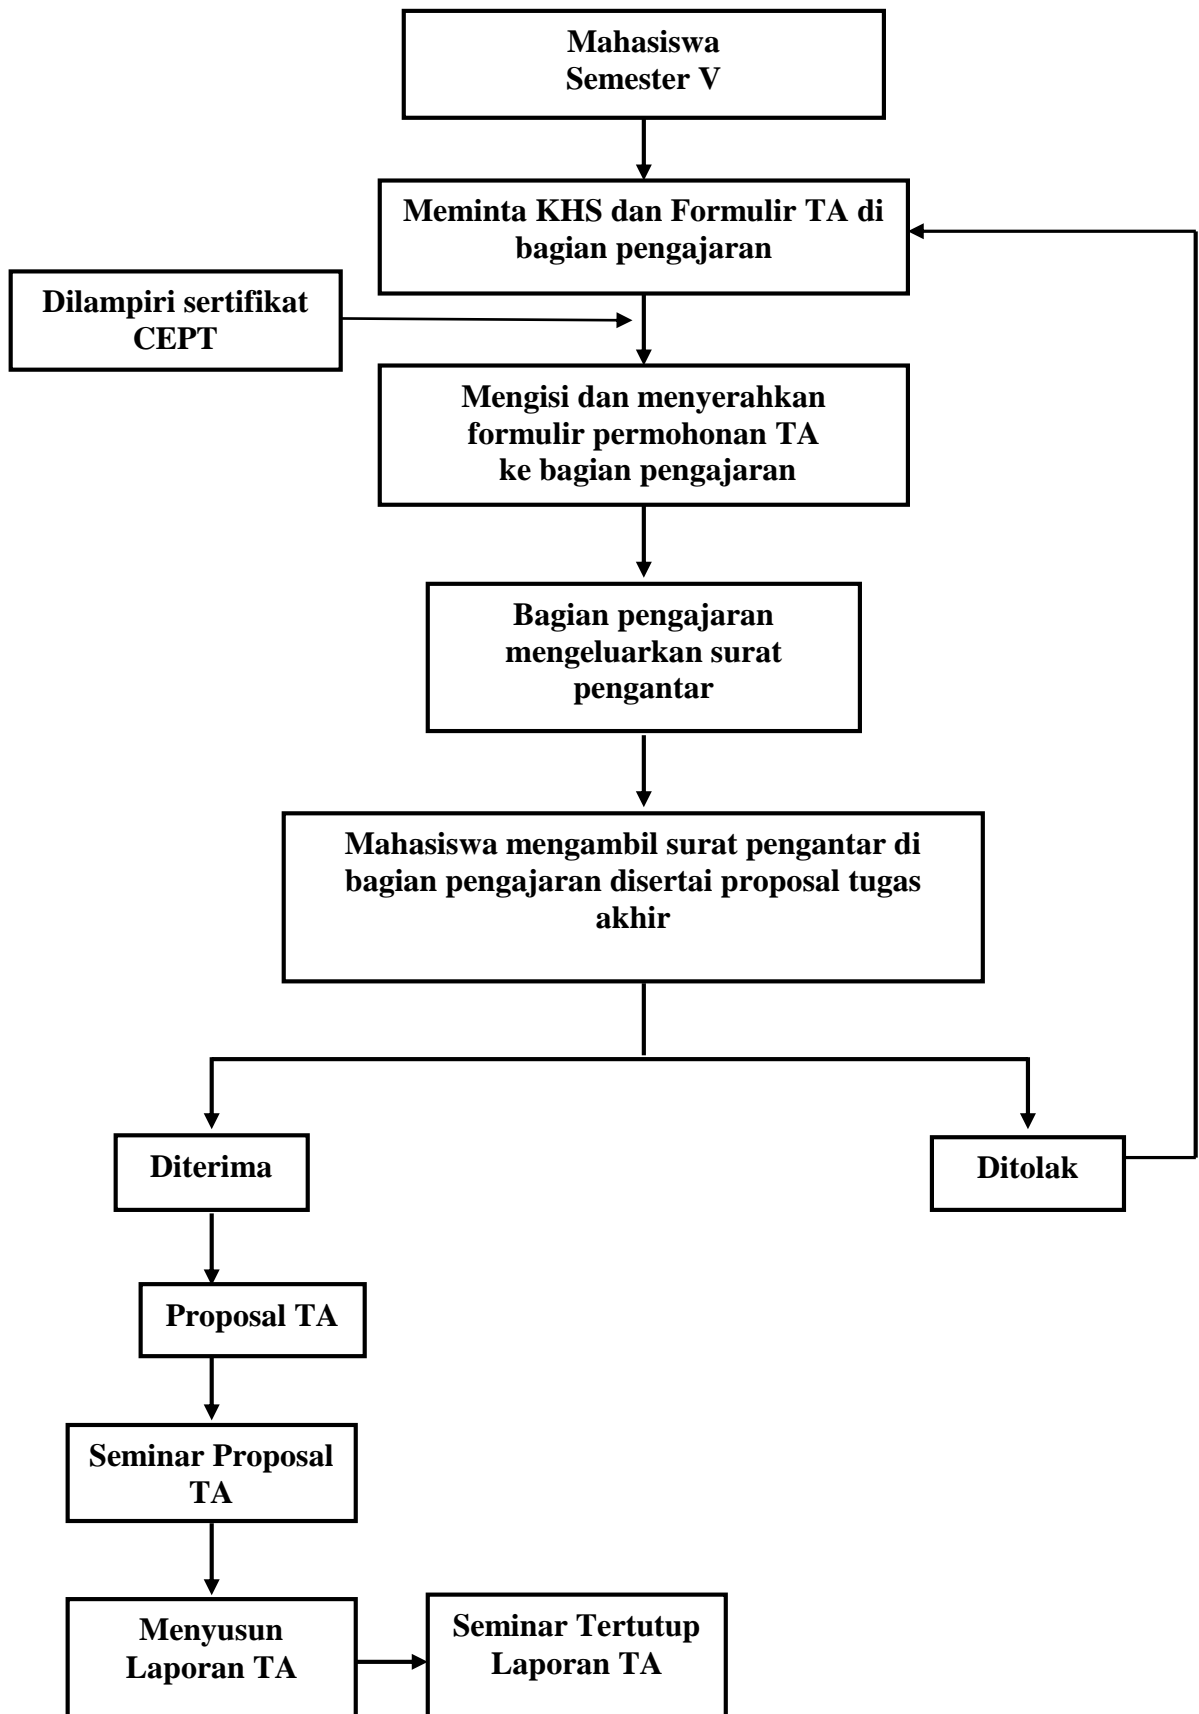 Mahasiswa
Semester V
Meminta KHS dan Formulir TA di
bagian pengajaran
Dilampiri sertifikat
CEPT
Mengisi dan menyerahkan
formulir permohonan TA
ke bagian pengajaran
Bagian pengajaran
mengeluarkan surat
pengantar
Mahasiswa mengambil surat pengantar di
bagian pengajaran disertai proposal tugas
akhir
Diterima
Ditolak
Proposal TA
Seminar Proposal
TA
Menyusun
Laporan TA
Seminar Tertutup
Laporan TA